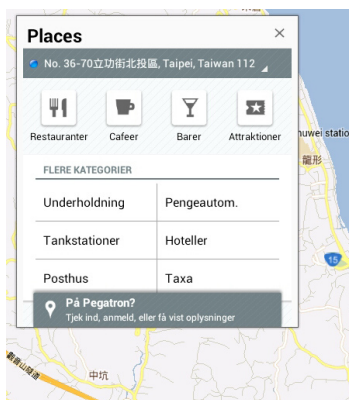 Places
No. 36-70立功街北投區, Taipei, Taiwan 112
Restauranter
Cafeer
Barer
Attraktioner
FLERE KATEGORIER
Underholdning
Pengeautom.
Tankstationer
Hoteller
Posthus
Taxa
På Pegatron?
Tjek ind, anmeld, eller få vist oplysninger
龍形
15
中坑